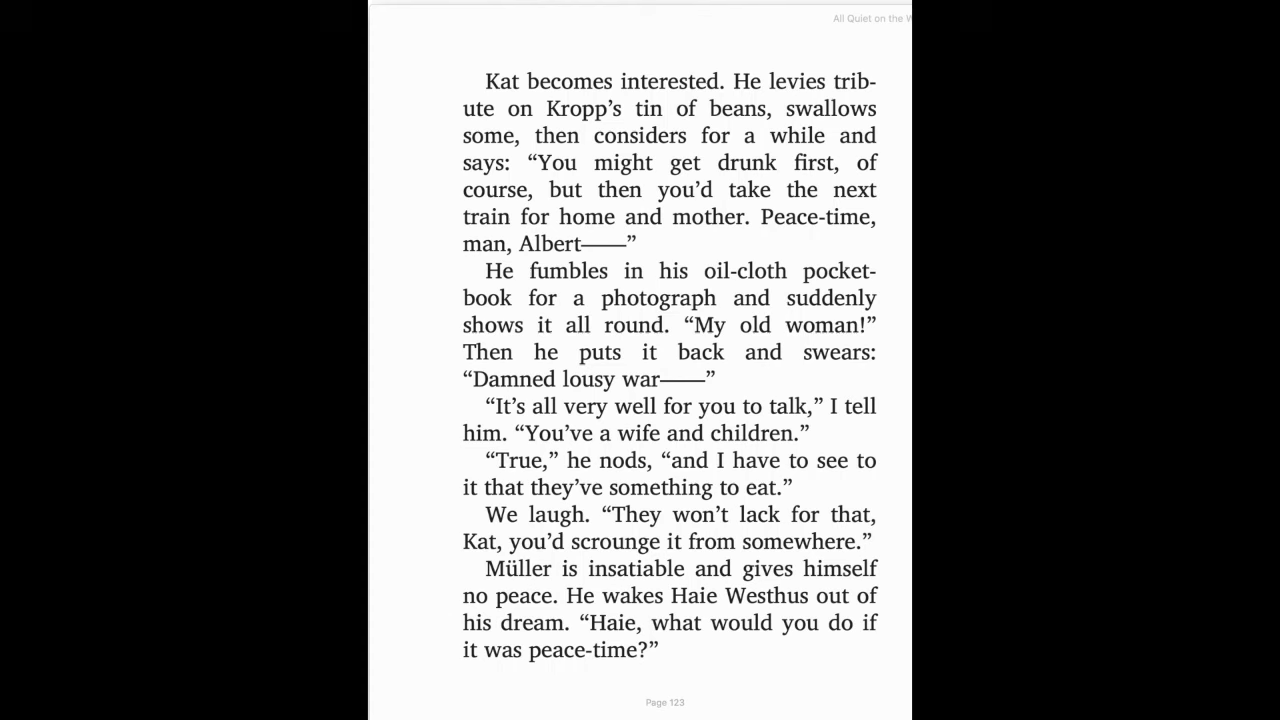 All Quiet on the W
Kat becomes interested. He levies trib-
ute on Kropp’s tin of beans, swallows
some, then considers for a while and
says: “You might get drunk first, of
course, but then you’d take the next
train for home and mother. Peace-time,
man, Albert——”
He fumbles in his oil-cloth pocket-
book for a photograph and suddenly
shows it all round. “My old woman!”
Then he puts it back and swears:
“Damned lousy war——”
“It’s all very well for you to talk,” I tell
him. “You’ve a wife and children.”
“True,” he nods, “and I have to see to
it that they’ve something to eat.”
We laugh. “They won’t lack for that,
Kat, you’d scrounge it from somewhere.”
Müller is insatiable and gives himself
no peace. He wakes Haie Westhus out of
his dream. “Haie, what would you do if
it was peace-time?”
Page 123